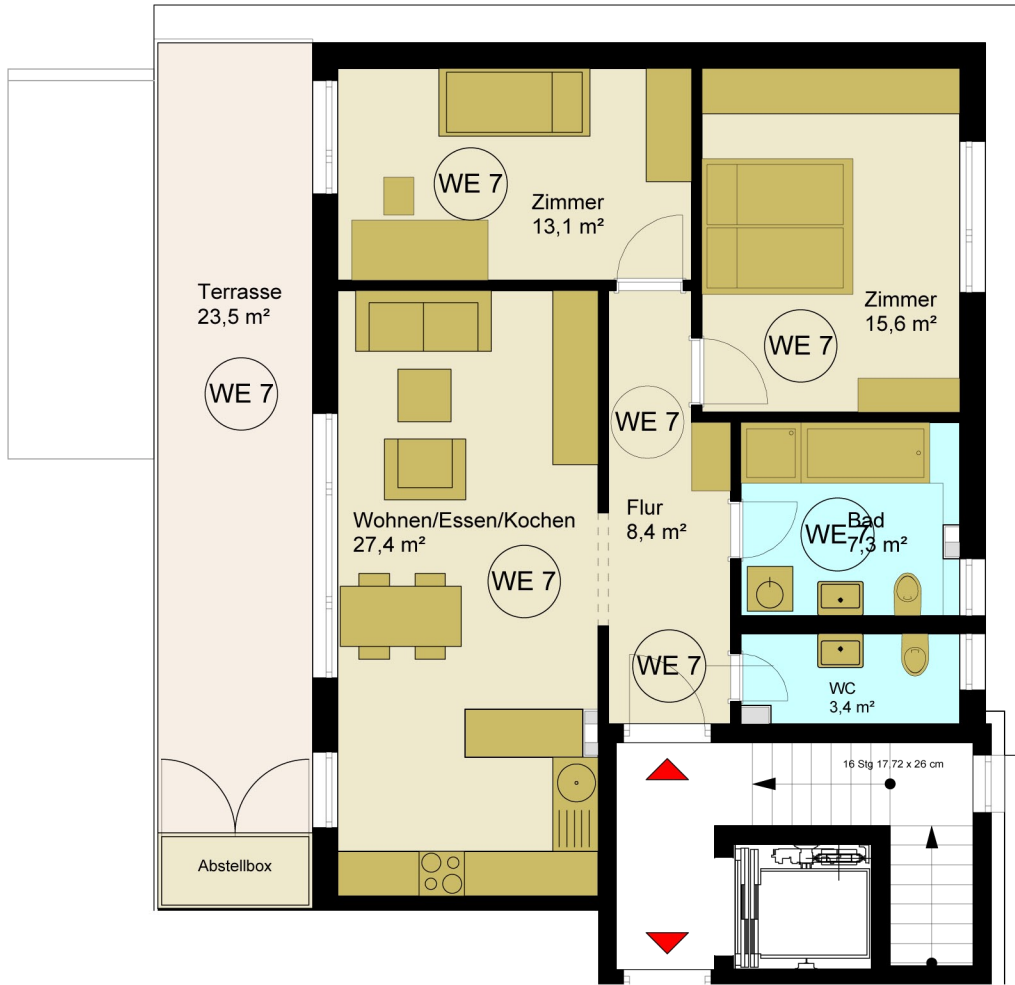 WE 7
Zimmer
13,1 m²
Zimmer
15,6 m²
WE 7
Terrasse
23,5 m²
WE 7
WE 7
Wohnen/Essen/Kochen
27,4 m²
WE 7
Flur
8,4 m²
WE 7
Bad
7,3 m²
WE 7
WC
3,4 m²
16 Stg 17,72 x 26 cm
Abstellbox